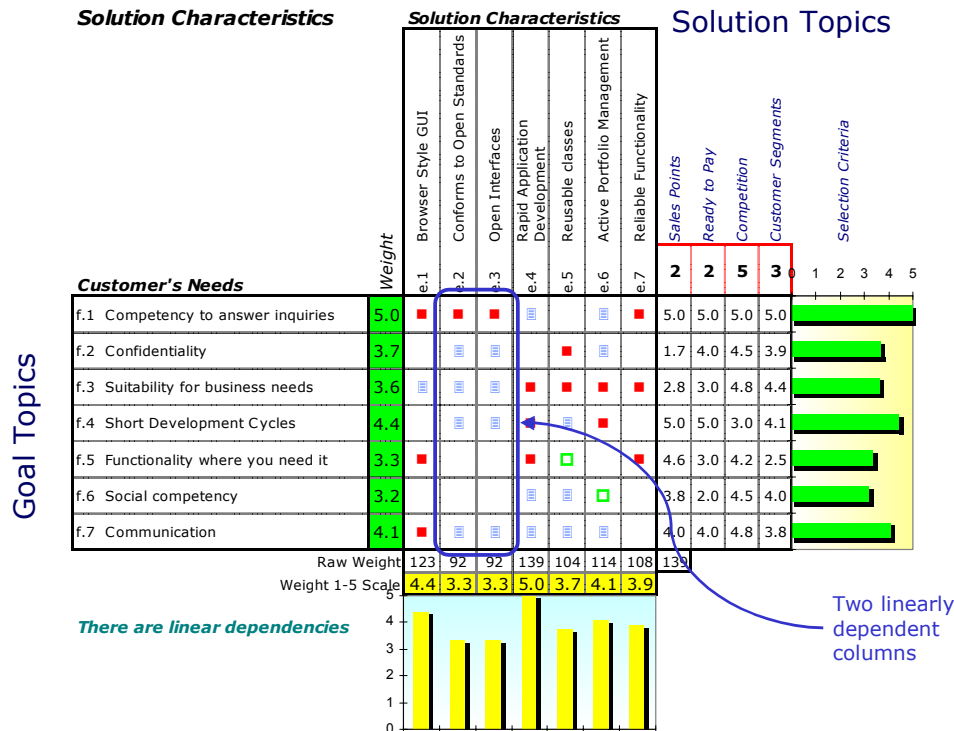 Solution Characteristics
Solution Characteristics
Solution Topics
Customer's Needs
Weight
Browser Style GUI
Conforms to Open Standards
Open Interfaces
Rapid Application
Development
Reusable classes
Active Portfolio Management
Reliable Functionality
Sales Points
Ready to Pay
Competition
Customer Segments
Selection Criteria
2 2 5 3
0 1 2 3 4 5
e.1 e.2 e.3 e.4 e.5 e.6 e.7
Goal Topics
f.1 Competency to answer inquiries 5.0 5.0 5.0 5.0 5.0
f.2 Confidentiality 3.7 1.7 4.0 4.5 3.9
f.3 Suitability for business needs 3.6 2.8 3.0 4.8 4.4
f.4 Short Development Cycles 4.4 5.0 5.0 3.0 4.1
f.5 Functionality where you need it 3.3 4.6 3.0 4.2 2.5
f.6 Social competency 3.2 3.8 2.0 4.5 4.0
f.7 Communication 4.1 4.0 4.0 4.8 3.8
Raw Weight 123 92 92 139 104 114 108 139
Weight 1-5 Scale 4.4 3.3 3.3 5.0 3.7 4.1 3.9
There are linear dependencies
5
4
3
2
1
0
Two linearly
dependent
columns